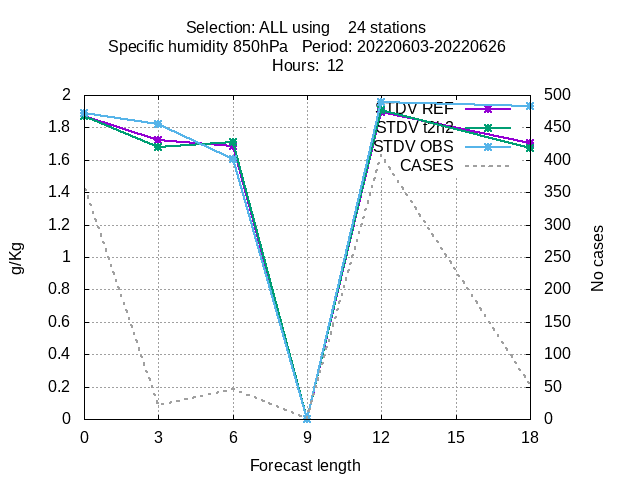 Selection: ALL using    24 stations
Specific humidity 850hPa   Period: 20220603-20220626
Hours:  12
2
1.8
1.6
1.4
1.2
1
0.8
0.6
0.4
0.2
0
g/Kg
500
450
400
350
300
250
200
150
100
50
0
No cases
STDV REF
STDV t2h2
STDV OBS
CASES
0 3 6 9 12 15 18
Forecast length